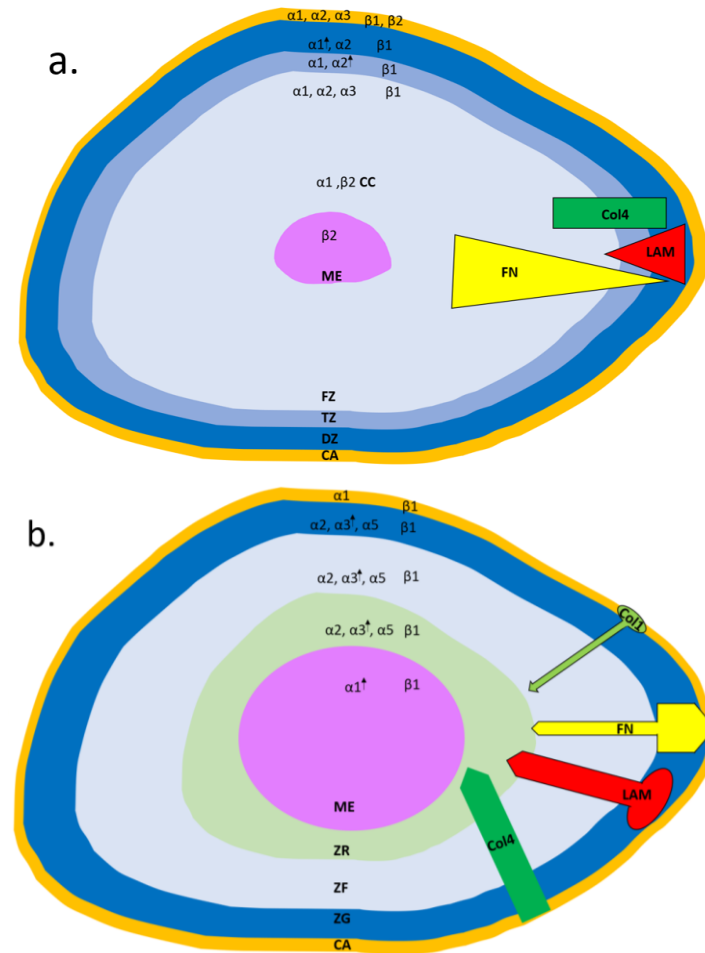 α1, α2, α3 β1, β2
a.
α1↑, α2 β1
α1, α2↑ β1
α1, α2, α3 β1
α1 ,β2 CC
Col4
β2
LAM
FN
ME
FZ
TZ
DZ
CA
α1 β1
b.
α2, α3↑, α5 β1
α2, α3↑, α5 β1
Col1
α2, α3↑, α5 β1
α1↑ β1
FN
LAM
ME
Col4
ZR
ZF
ZG
CA